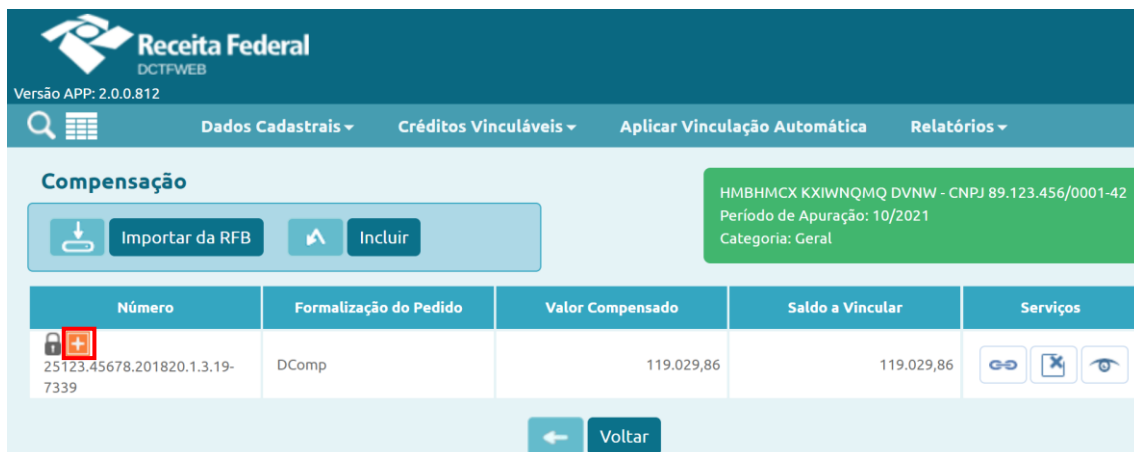 Receita Federal
DCTFWEB
Versão APP: 2.0.0.812
Dados Cadastrais Créditos Vinculáveis Aplicar Vinculação Automática Relatórios
Compensação
HMBHMCX KXIWNQMQ DVNW - CNPJ 89.123.456/0001-42
Período de Apuração: 10/2021
Categoria: Geral
Importar da RFB Incluir
Número Formalização do Pedido Valor Compensado Saldo a Vincular Serviços
25123.45678.201820.1.3.19-
7339
DComp 119.029,86 119.029,86
Voltar